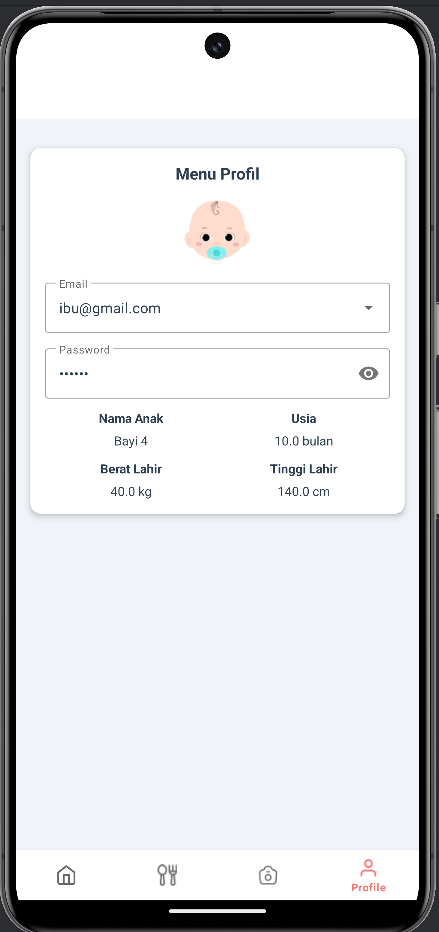 Menu Profil
Email
ibu@gmail.com
Password
••••••
Nama Anak Usia
Bayi 4 10.0 bulan
Berat Lahir Tinggi Lahir
40.0 kg 140.0 cm
Profile